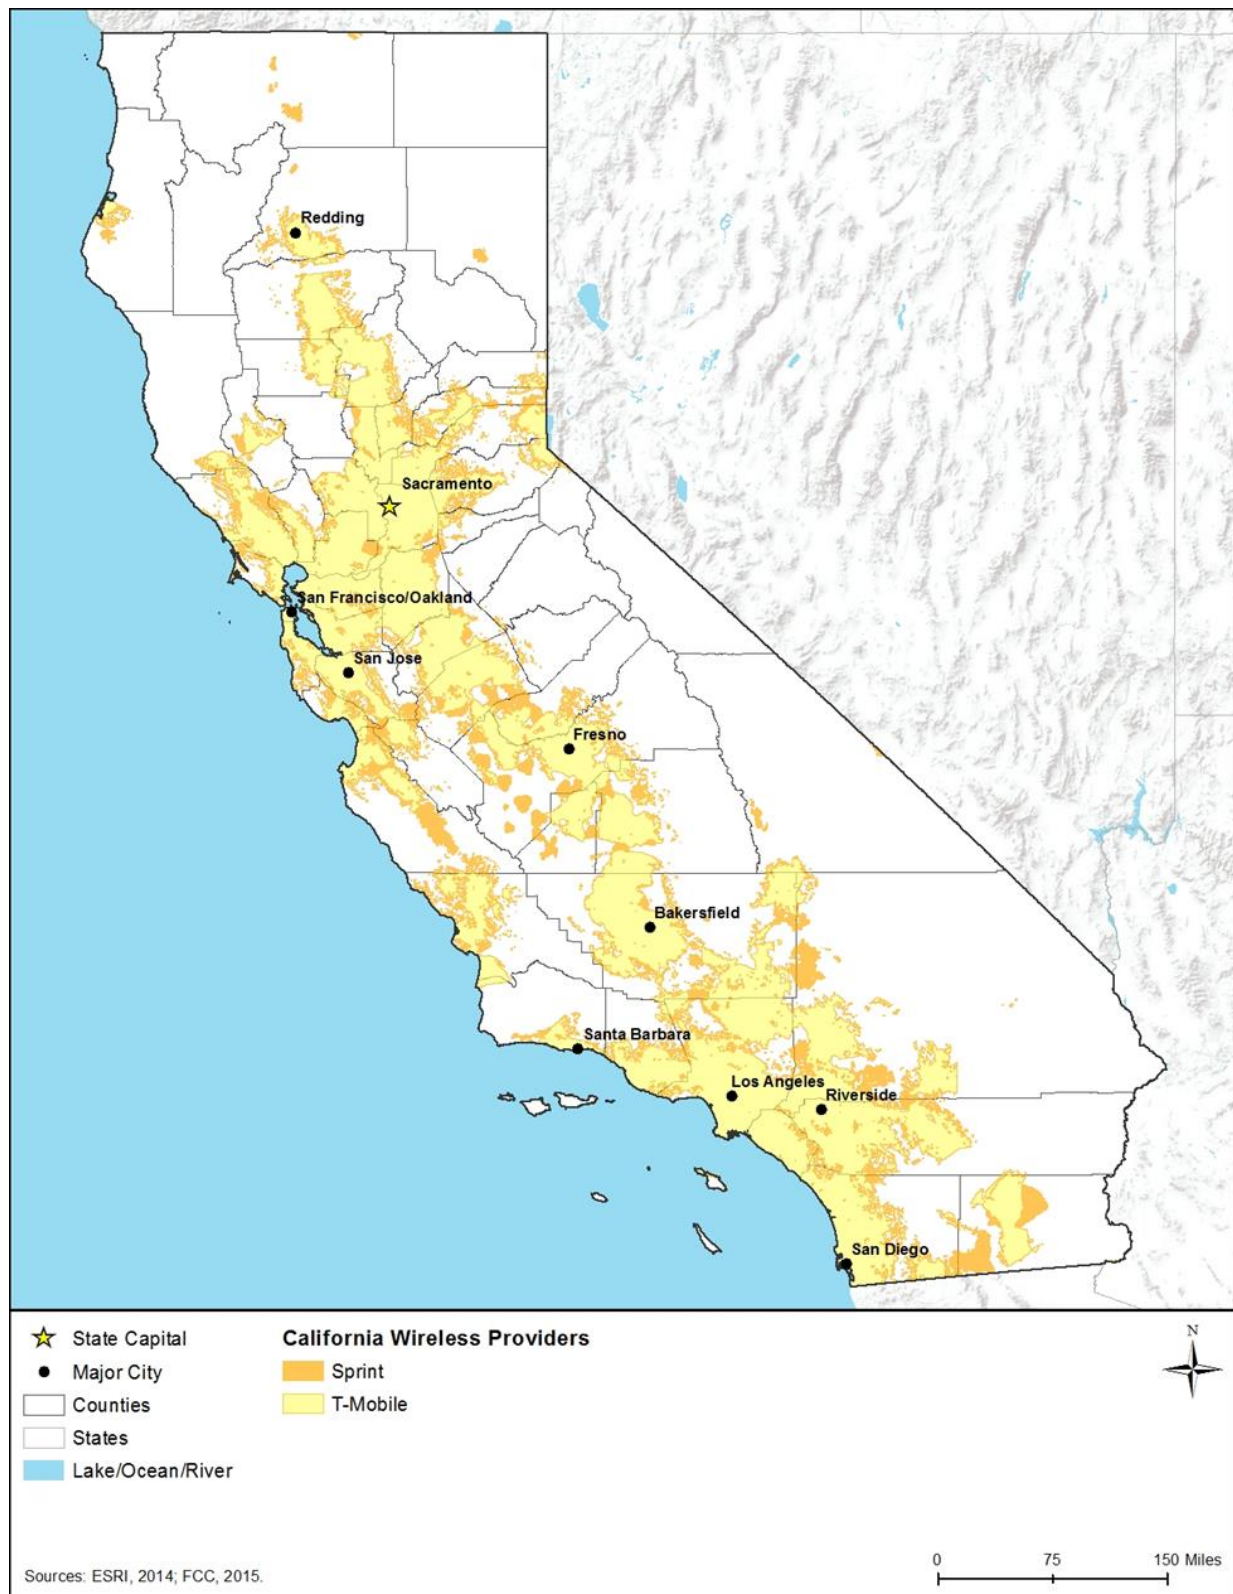 Redding
Sacramento
San Francisco/Oakland
San Jose
Fresno
Bakersfield
Santa Barbara
Los Angeles
Riverside
San Diego
State Capital
Major City
Counties
States
Lake/Ocean/River
California Wireless Providers
Sprint
T-Mobile
N
0 75 150 Miles
Sources: ESRI, 2014; FCC, 2015.